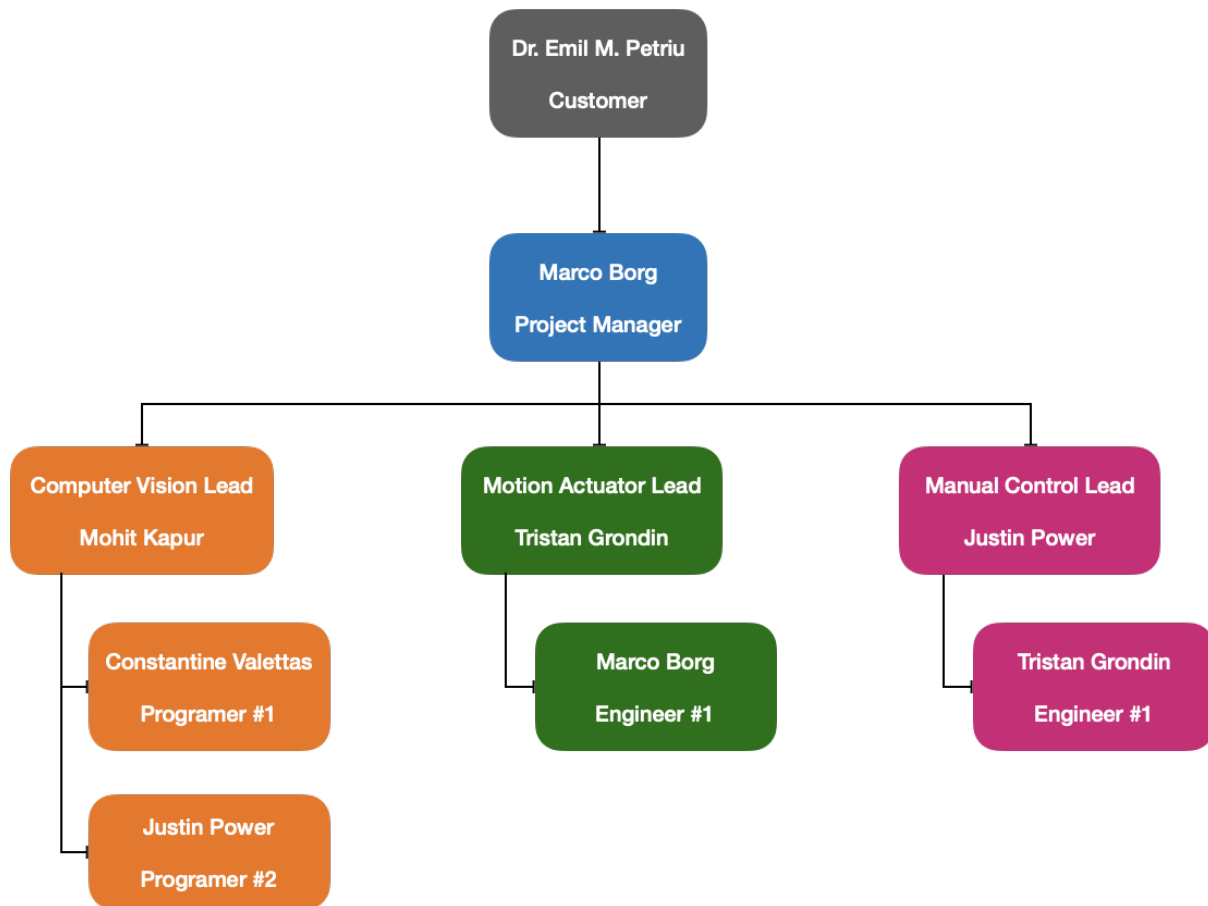 Dr. Emil M. Petriu
Customer
Marco Borg
Project Manager
Computer Vision Lead
Mohit Kapur
Motion Actuator Lead
Tristan Grondin
Manual Control Lead
Justin Power
Constantine Valettas
Programer #1
Marco Borg
Engineer #1
Tristan Grondin
Engineer #1
Justin Power
Programer #2